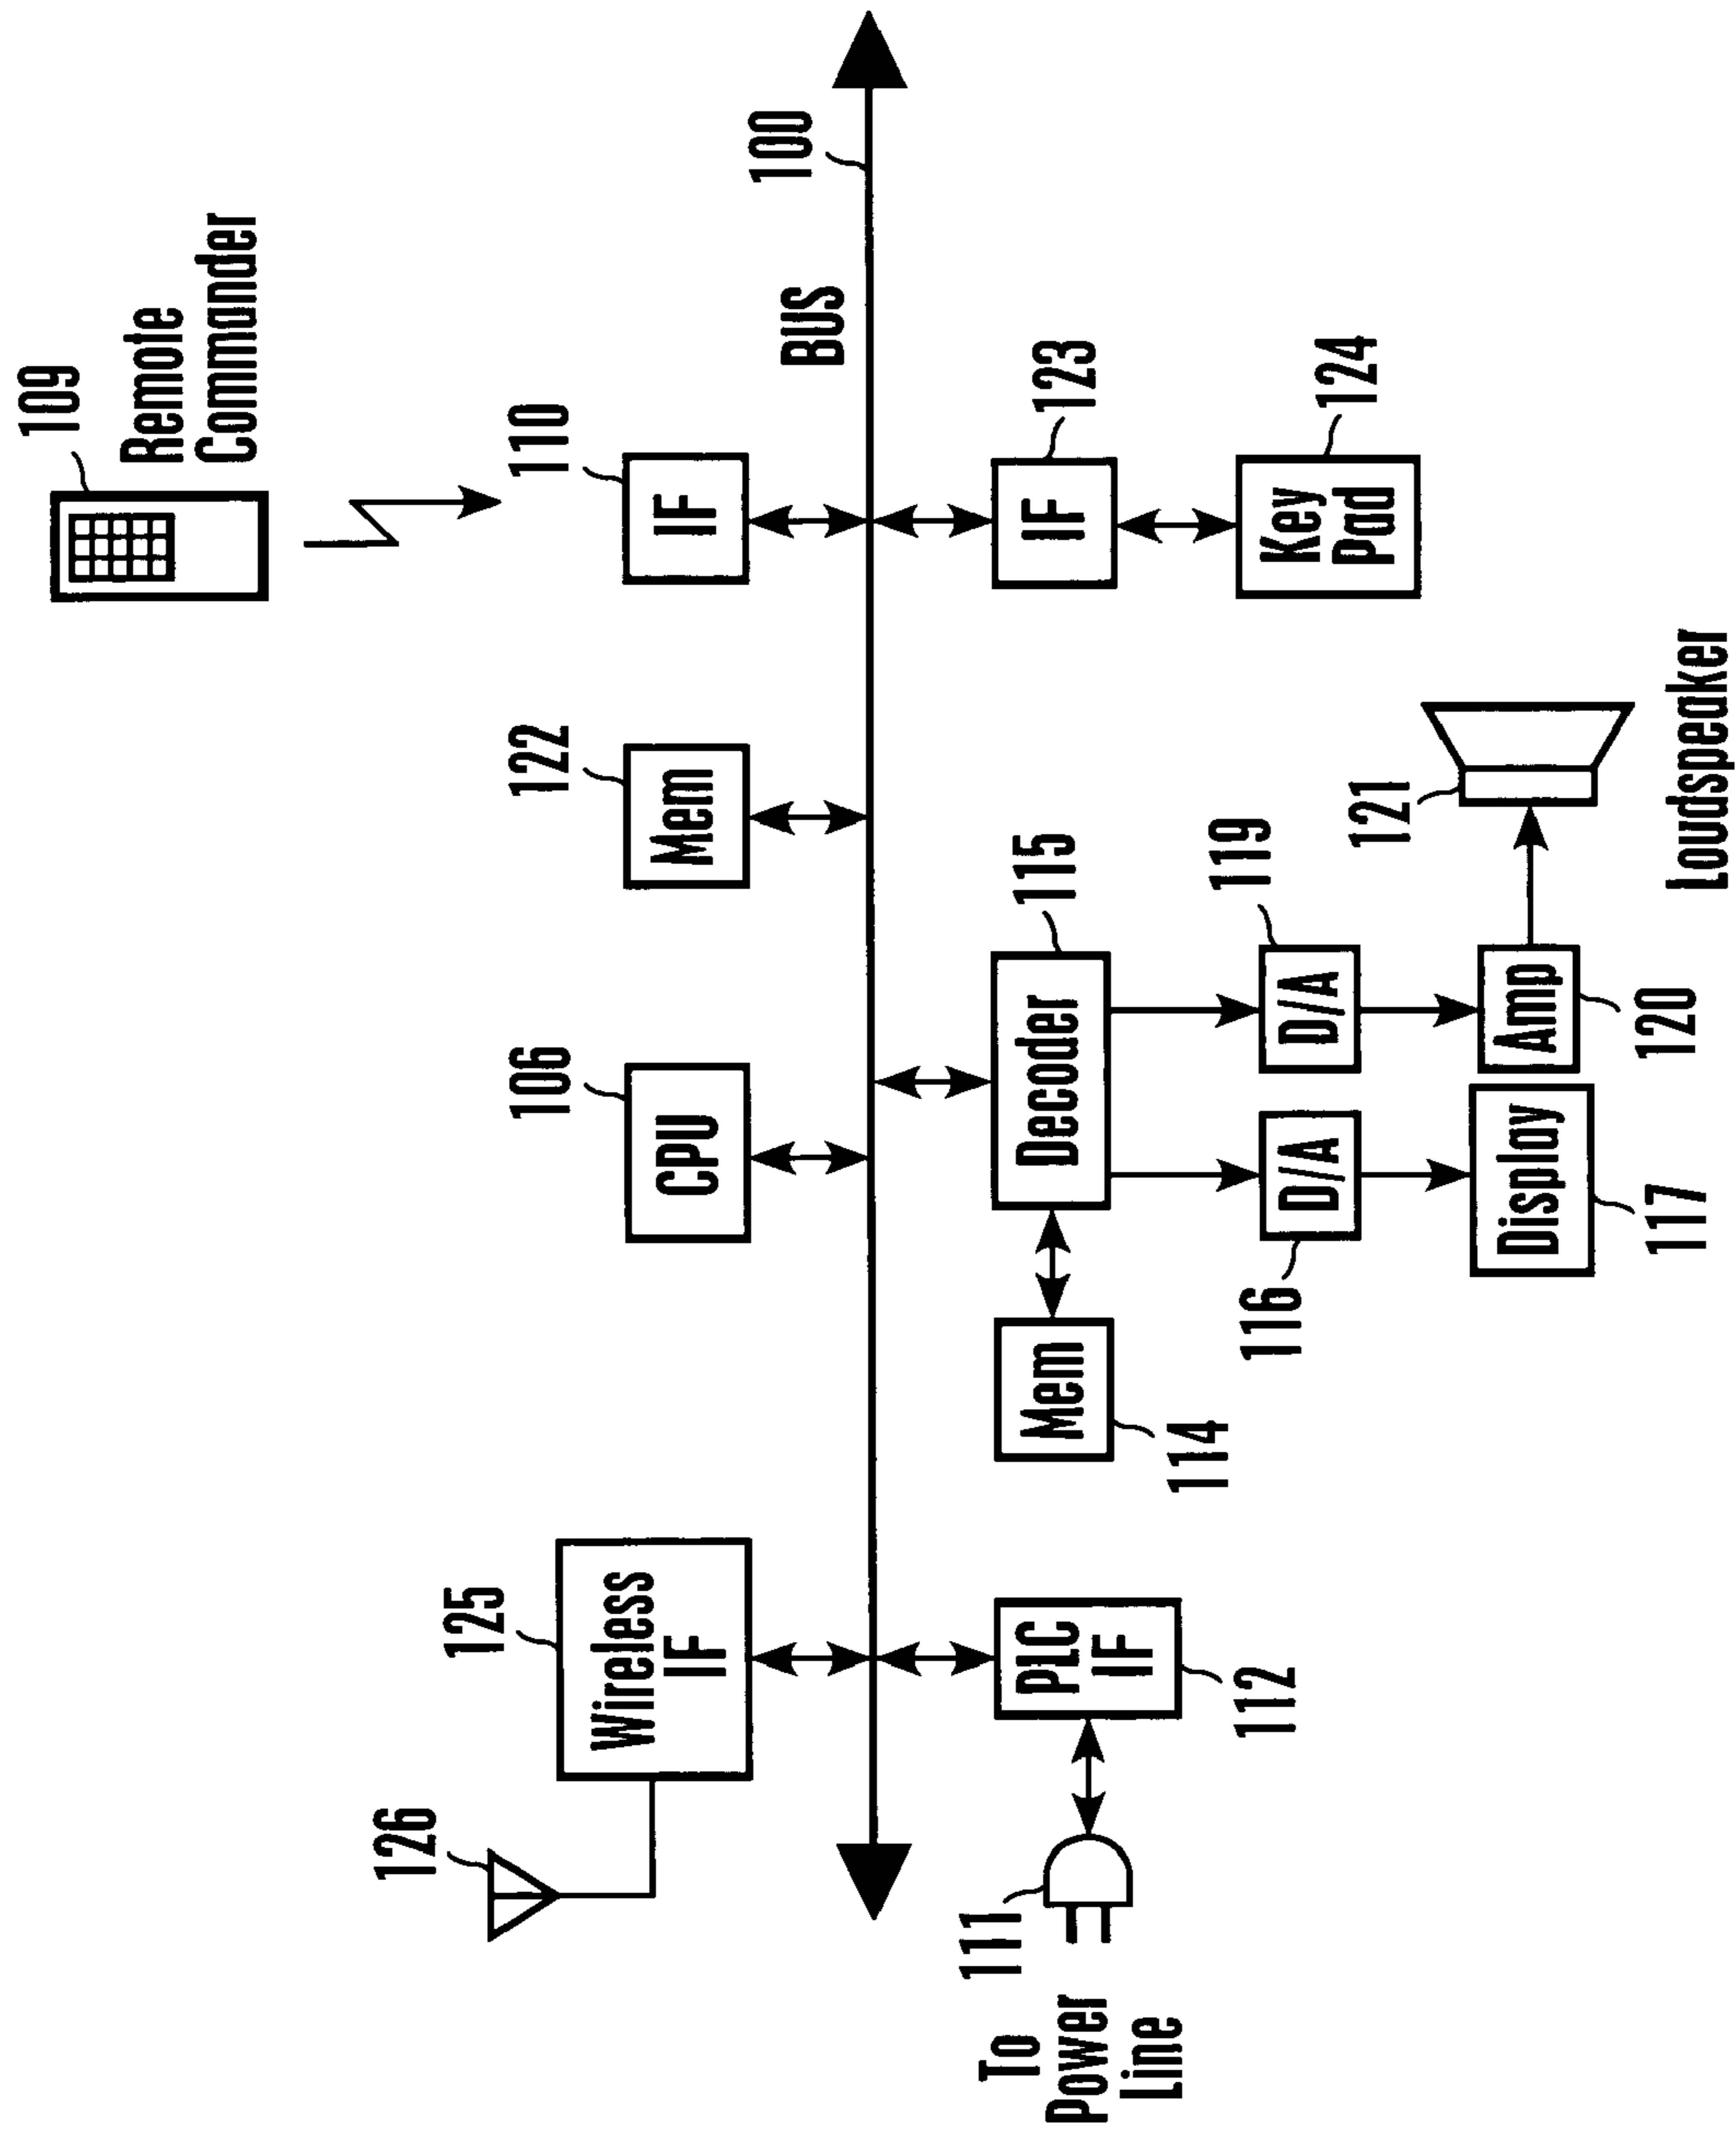 109
Remote
Commander
126
125
Wireless
IF
106
CPU
122
Mem
110
IF
BUS
100
To
power
line
111
PLC
IF
112
Mem
114
Decoder
115
IF
123
Key
Pad
124
116
D/A
D/A
119
Display
117
Amp
120
121
Loudspeaker